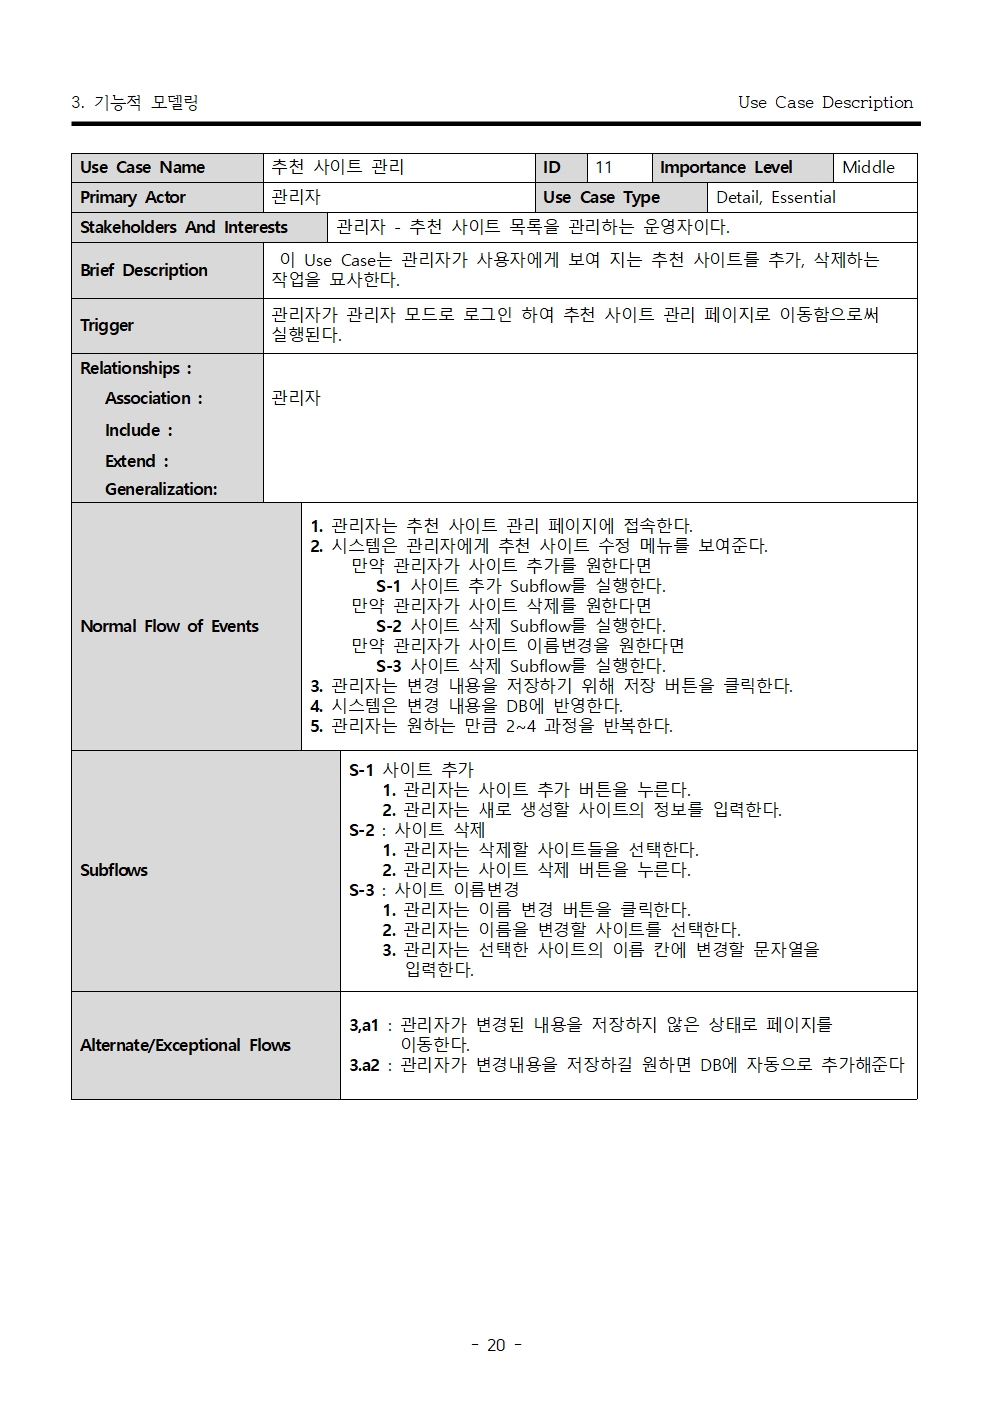 3. 기능적 모델링 Use Case Description
Use Case Name 추천 사이트 관리 ID 11 Importance Level Middle
Primary Actor 관리자 Use Case Type Detail, Essential
Stakeholders And Interests 관리자 - 추천 사이트 목록을 관리하는 운영자이다.
Brief Description 이 Use Case는 관리자가 사용자에게 보여 지는 추천 사이트를 추가, 삭제하는
작업을 묘사한다.
Trigger 관리자가 관리자 모드로 로그인 하여 추천 사이트 관리 페이지로 이동함으로써
실행된다.
Relationships :
Association : 관리자
Include :
Extend :
Generalization:
Normal Flow of Events
1. 관리자는 추천 사이트 관리 페이지에 접속한다.
2. 시스템은 관리자에게 추천 사이트 수정 메뉴를 보여준다.
만약 관리자가 사이트 추가를 원한다면
S-1 사이트 추가 Subflow를 실행한다.
만약 관리자가 사이트 삭제를 원한다면
S-2 사이트 삭제 Subflow를 실행한다.
만약 관리자가 사이트 이름변경을 원한다면
S-3 사이트 삭제 Subflow를 실행한다.
3. 관리자는 변경 내용을 저장하기 위해 저장 버튼을 클릭한다.
4. 시스템은 변경 내용을 DB에 반영한다.
5. 관리자는 원하는 만큼 2~4 과정을 반복한다.
Subflows
S-1 사이트 추가
1. 관리자는 사이트 추가 버튼을 누른다.
2. 관리자는 새로 생성할 사이트의 정보를 입력한다.
S-2 : 사이트 삭제
1. 관리자는 삭제할 사이트들을 선택한다.
2. 관리자는 사이트 삭제 버튼을 누른다.
S-3 : 사이트 이름변경
1. 관리자는 이름 변경 버튼을 클릭한다.
2. 관리자는 이름을 변경할 사이트를 선택한다.
3. 관리자는 선택한 사이트의 이름 칸에 변경할 문자열을
입력한다.
Alternate/Exceptional Flows
3,a1 : 관리자가 변경된 내용을 저장하지 않은 상태로 페이지를
이동한다.
3.a2 : 관리자가 변경내용을 저장하길 원하면 DB에 자동으로 추가해준다
- 20 -